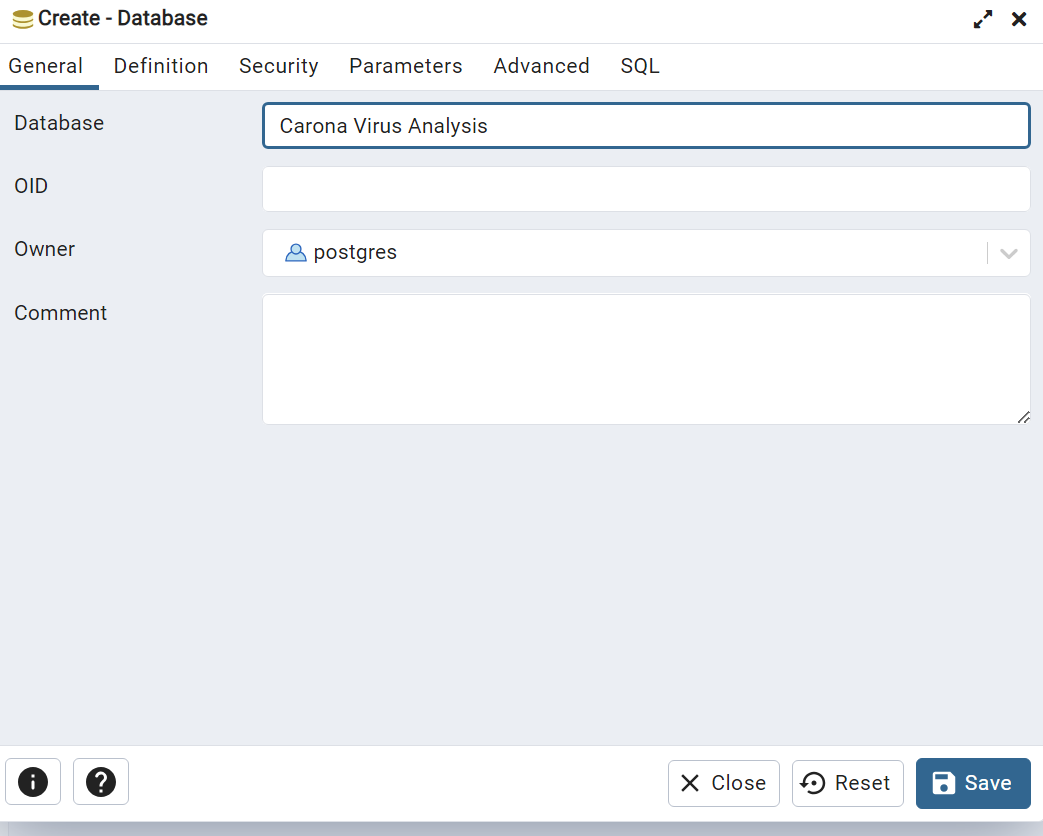 Create - Database
General Definition Security Parameters Advanced SQL
Database Carona Virus Analysis
OID
Owner postgres
Comment
Close Reset Save